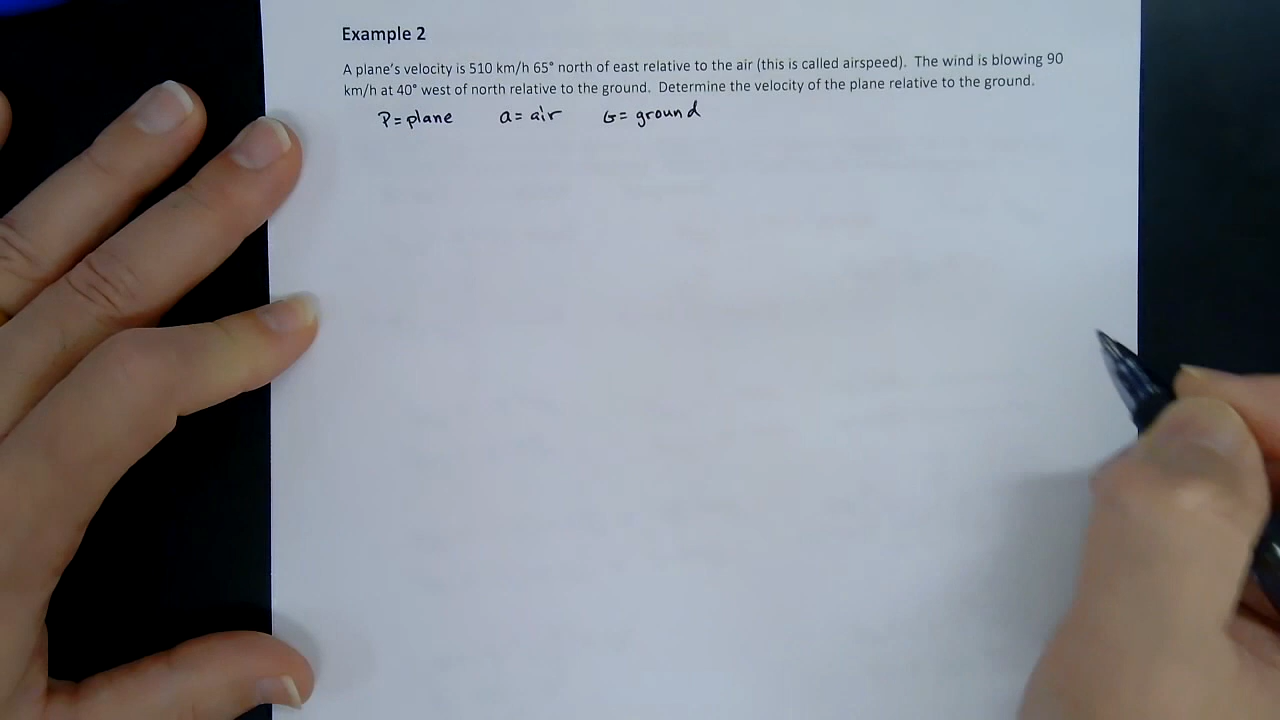 Example 2
A plane's velocity is 510 km/h 65° north of east relative to the air (this is called airspeed). The wind is blowing 90
km/h at 40° west of north relative to the ground. Determine the velocity of the plane relative to the ground.
P = plane a = air G = ground